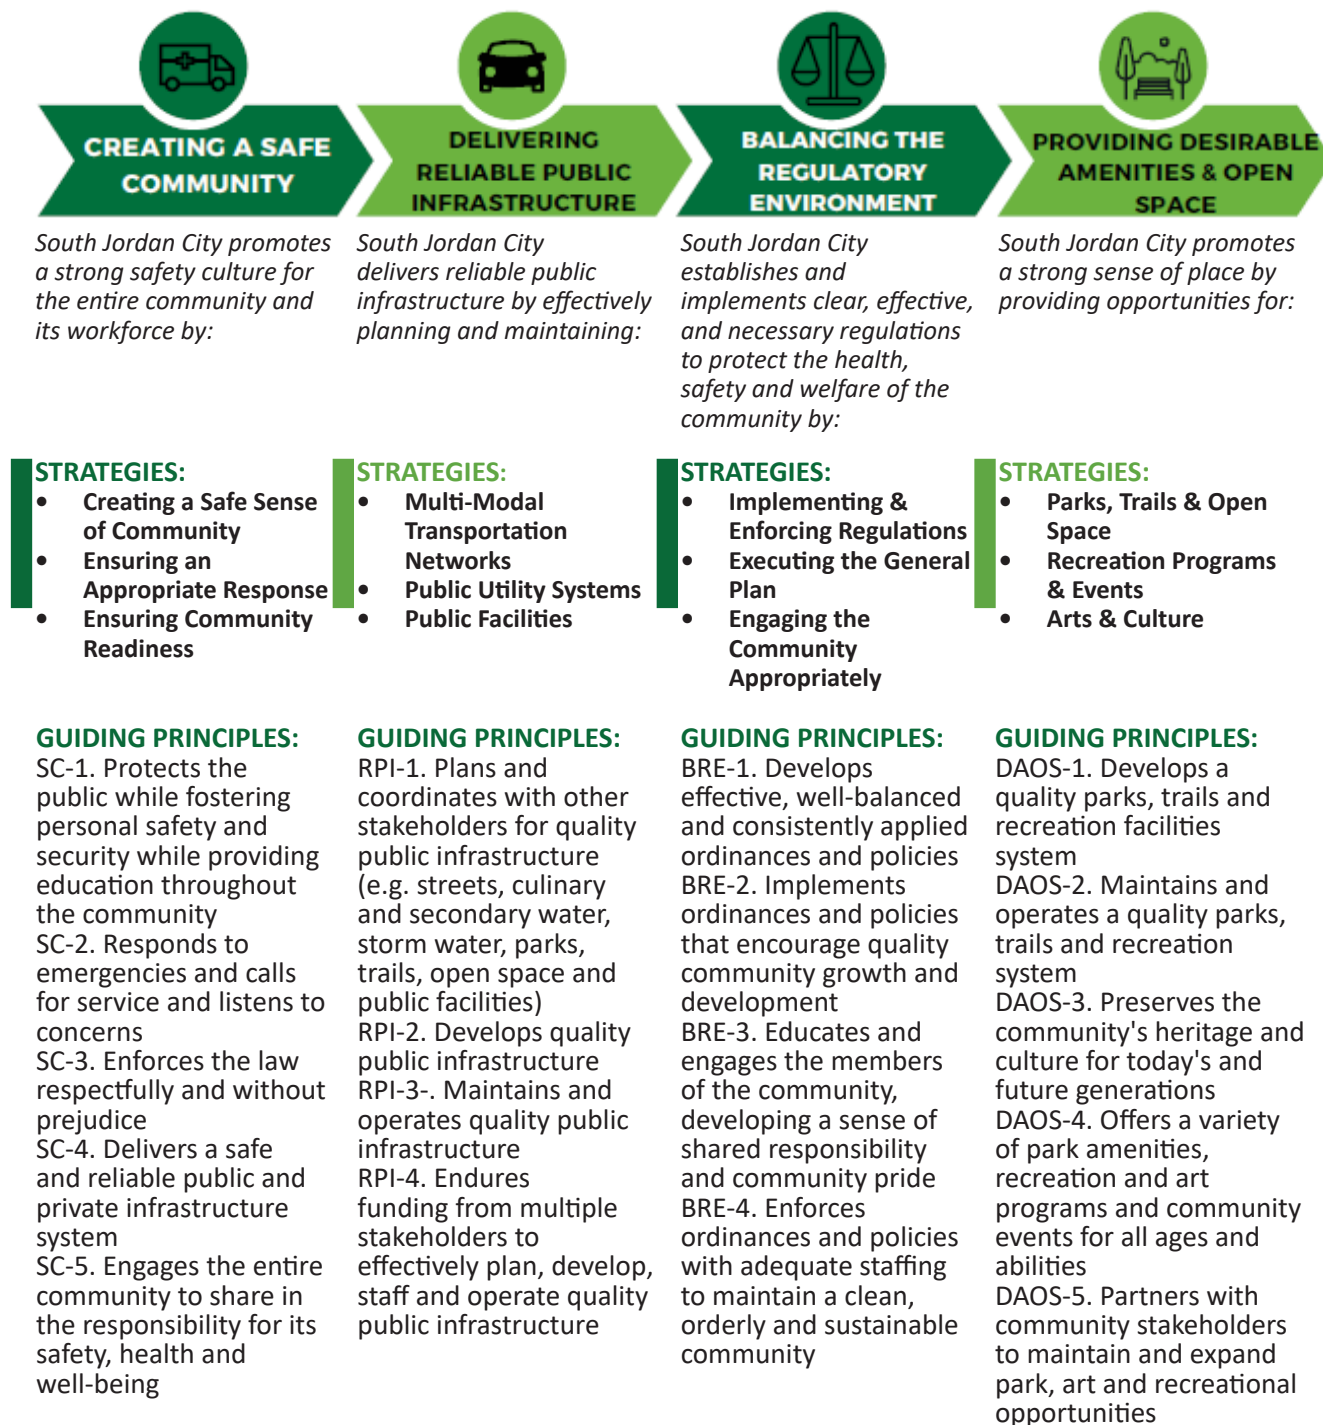 CREATING A SAFE
COMMUNITY
South Jordan City promotes
a strong safety culture for
the entire community and
its workforce by:
STRATEGIES:
• Creating a Safe Sense
of Community
• Ensuring an
Appropriate Response
• Ensuring Community
Readiness
GUIDING PRINCIPLES:
SC-1. Protects the
public while fostering
personal safety and
security while providing
education throughout
the community
SC-2. Responds to
emergencies and calls
for service and listens to
concerns
SC-3. Enforces the law
respectfully and without
prejudice
SC-4. Delivers a safe
and reliable public and
private infrastructure
system
SC-5. Engages the entire
community to share in
the responsibility for its
safety, health and
well-being
DELIVERING
RELIABLE PUBLIC
INFRASTRUCTURE
South Jordan City
delivers reliable public
infrastructure by effectively
planning and maintaining:
STRATEGIES:
• Multi-Modal
Transportation
Networks
• Public Utility Systems
• Public Facilities
GUIDING PRINCIPLES:
RPI-1. Plans and
coordinates with other
stakeholders for quality
public infrastructure
(e.g. streets, culinary
and secondary water,
storm water, parks,
trails, open space and
public facilities)
RPI-2. Develops quality
public infrastructure
RPI-3-. Maintains and
operates quality public
infrastructure
RPI-4. Endures
funding from multiple
stakeholders to
effectively plan, develop,
staff and operate quality
public infrastructure
BALANCING THE
REGULATORY
ENVIRONMENT
South Jordan City
establishes and
implements clear, effective,
and necessary regulations
to protect the health,
safety and welfare of the
community by:
STRATEGIES:
• Implementing &
Enforcing Regulations
• Executing the General
Plan
• Engaging the
Community
Appropriately
GUIDING PRINCIPLES:
BRE-1. Develops
effective, well-balanced
and consistently applied
ordinances and policies
BRE-2. Implements
ordinances and policies
that encourage quality
community growth and
development
BRE-3. Educates and
engages the members
of the community,
developing a sense of
shared responsibility
and community pride
BRE-4. Enforces
ordinances and policies
with adequate staffing
to maintain a clean,
orderly and sustainable
community
PROVIDING DESIRABLE
AMENITIES & OPEN
SPACE
South Jordan City promotes
a strong sense of place by
providing opportunities for:
STRATEGIES:
• Parks, Trails & Open
Space
• Recreation Programs
& Events
• Arts & Culture
GUIDING PRINCIPLES:
DAOS-1. Develops a
quality parks, trails and
recreation facilities
system
DAOS-2. Maintains and
operates a quality parks,
trails and recreation
system
DAOS-3. Preserves the
community's heritage and
culture for today's and
future generations
DAOS-4. Offers a variety
of park amenities,
recreation and art
programs and community
events for all ages and
abilities
DAOS-5. Partners with
community stakeholders
to maintain and expand
park, art and recreational
opportunities